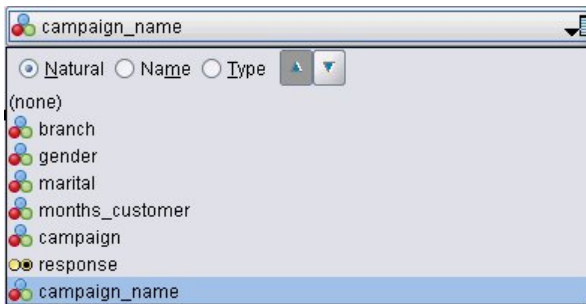 campaign_name
Natural Name Type
(none)
branch
gender
marital
months_customer
campaign
response
campaign_name